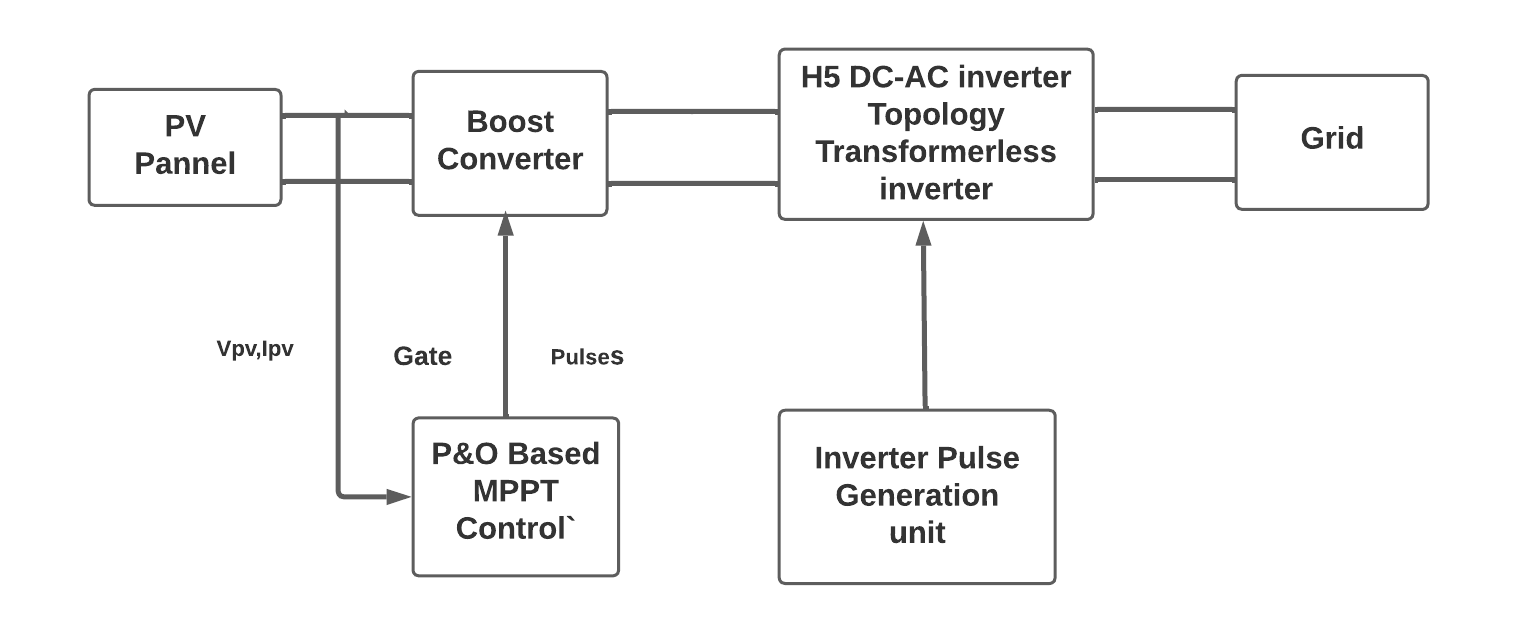 PV
Pannel
Boost
Converter
H5 DC-AC inverter
Topology
Transformerless
inverter
Grid
Vpv,Ipv
Gate
Pulses
P&O Based
MPPT
Control`
Inverter Pulse
Generation
unit